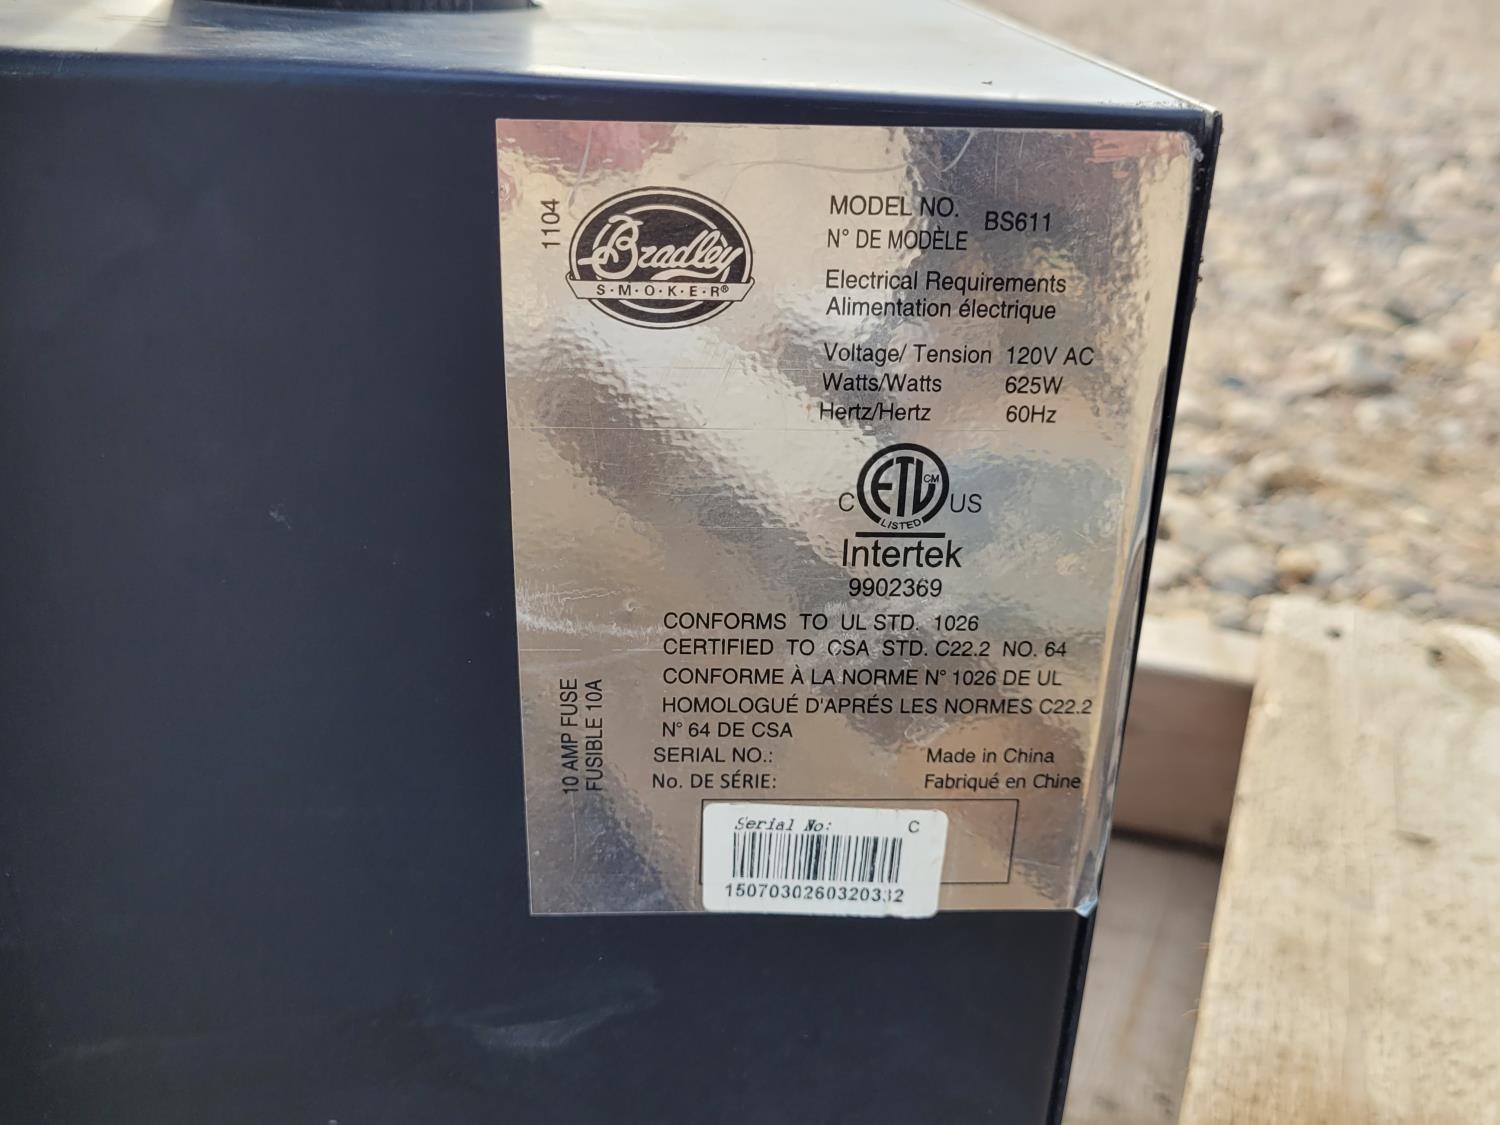 1104
Bradley
S·M·O·K·E·R®
MODEL NO. BS611
N° DE MODÈLE
Electrical Requirements
Alimentation électrique
Voltage/ Tension 120V AC
Watts/Watts 625W
Hertz/Hertz 60Hz
C ETL CM US
LISTED
Intertek
9902369
CONFORMS TO UL STD. 1026
CERTIFIED TO CSA STD. C22.2 NO. 64
CONFORME À LA NORME N° 1026 DE UL
HOMOLOGUÉ D'APRÉS LES NORMES C22.2
N° 64 DE CSA
10 AMP FUSE
FUSIBLE 10A
SERIAL NO.: Made in China
No. DE SÉRIE: Fabriqué en Chine
Serial No: C
1507030260320332